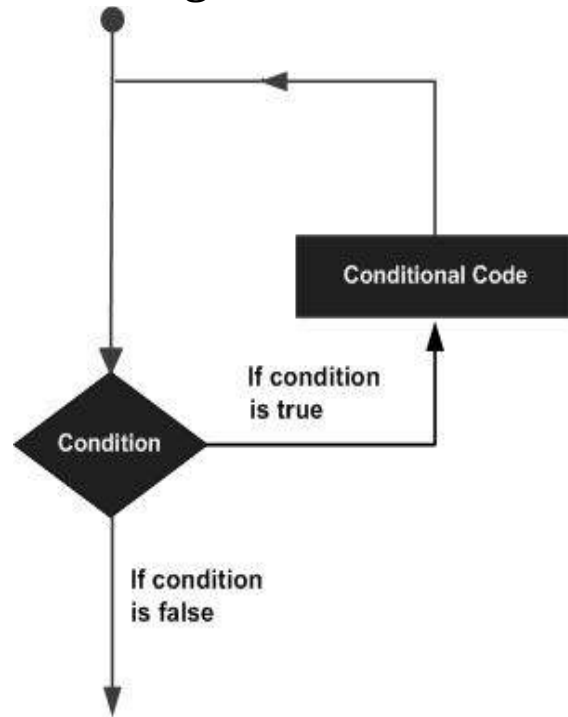 g
Conditional Code
If condition
is true
Condition
If condition
is false